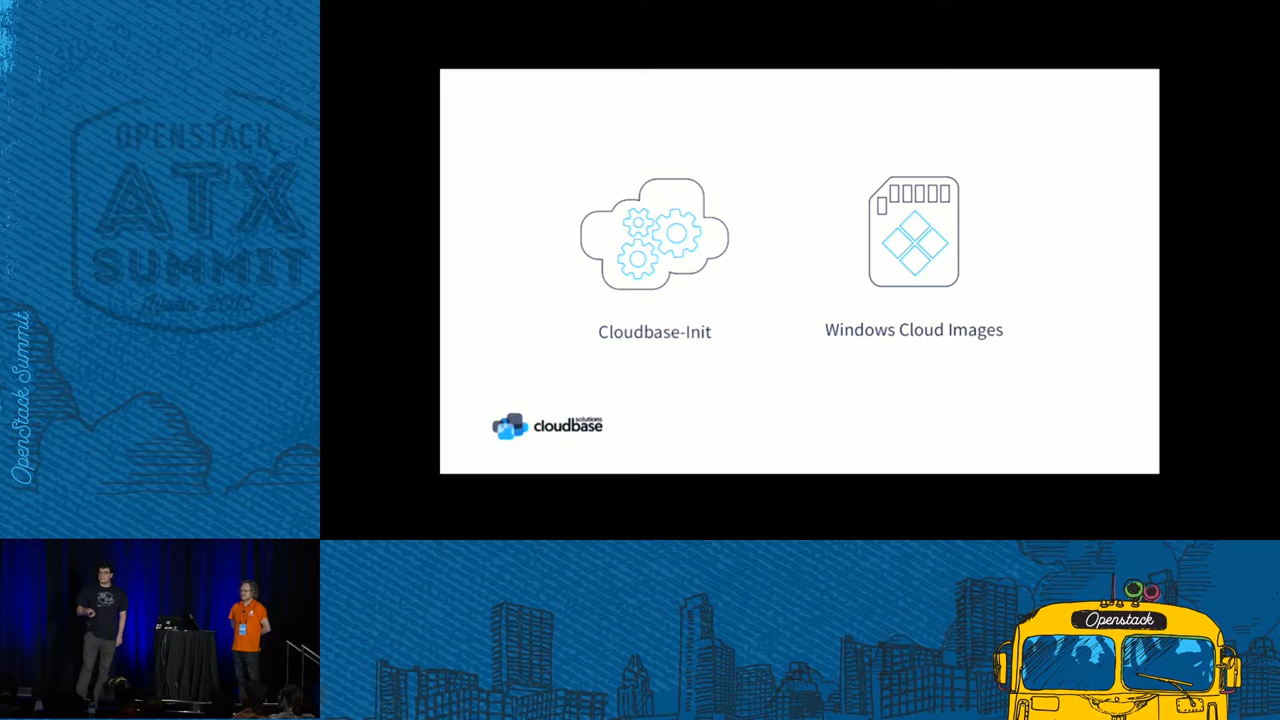 OPENSTACK
ATX
SUMMIT
OpenStack Summit
Cloudbase-Init
Windows Cloud Images
solutions
cloudbase
Openstack